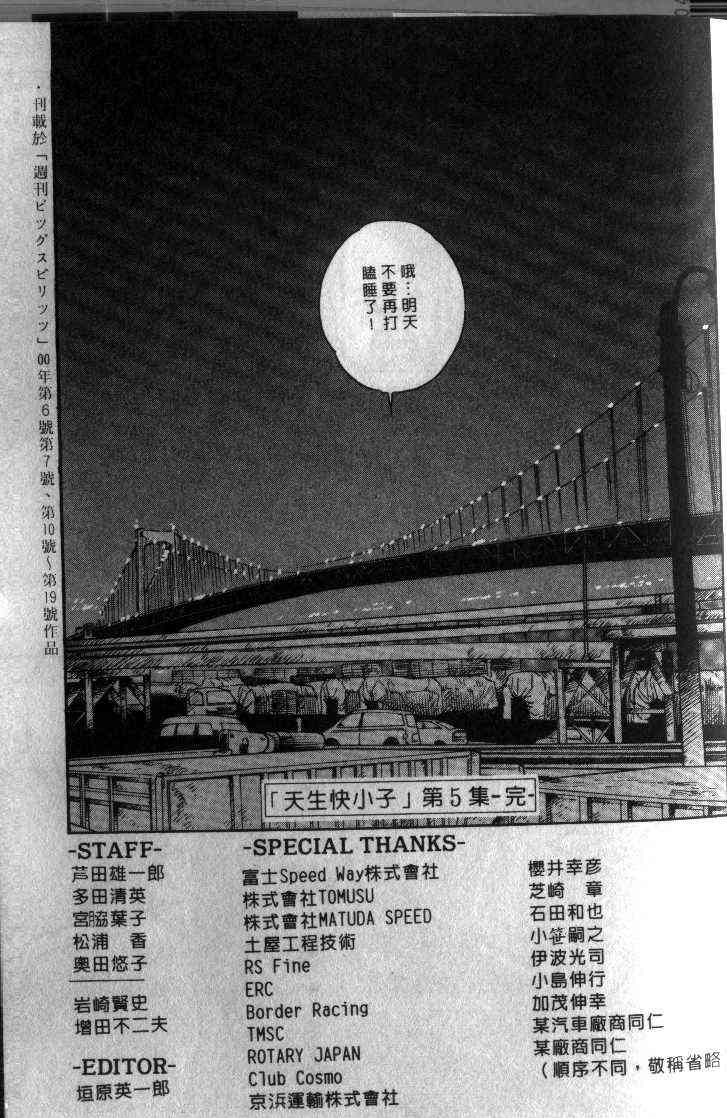 哦…明天
不要再打
瞌睡了！
・刊載於「週刊ビッグスピリッツ」00年第6號第7號、第10號～第19號作品
「天生快小子」第5集-完-
-STAFF-
芦田雄一郎
多田清英
宮脇葉子
松浦　香
奧田悠子
岩崎賢史
增田不二夫
-EDITOR-
垣原英一郎
-SPECIAL THANKS-
富士Speed Way株式會社
株式會社TOMUSU
株式會社MATUDA SPEED
土屋工程技術
RS Fine
ERC
Border Racing
TMSC
ROTARY JAPAN
Club Cosmo
京浜運輸株式會社
櫻井幸彥
芝崎　章
石田和也
小笹嗣之
伊波光司
小島伸行
加茂伸幸
某汽車廠商同仁
某廠商同仁
（順序不同，敬稱省略